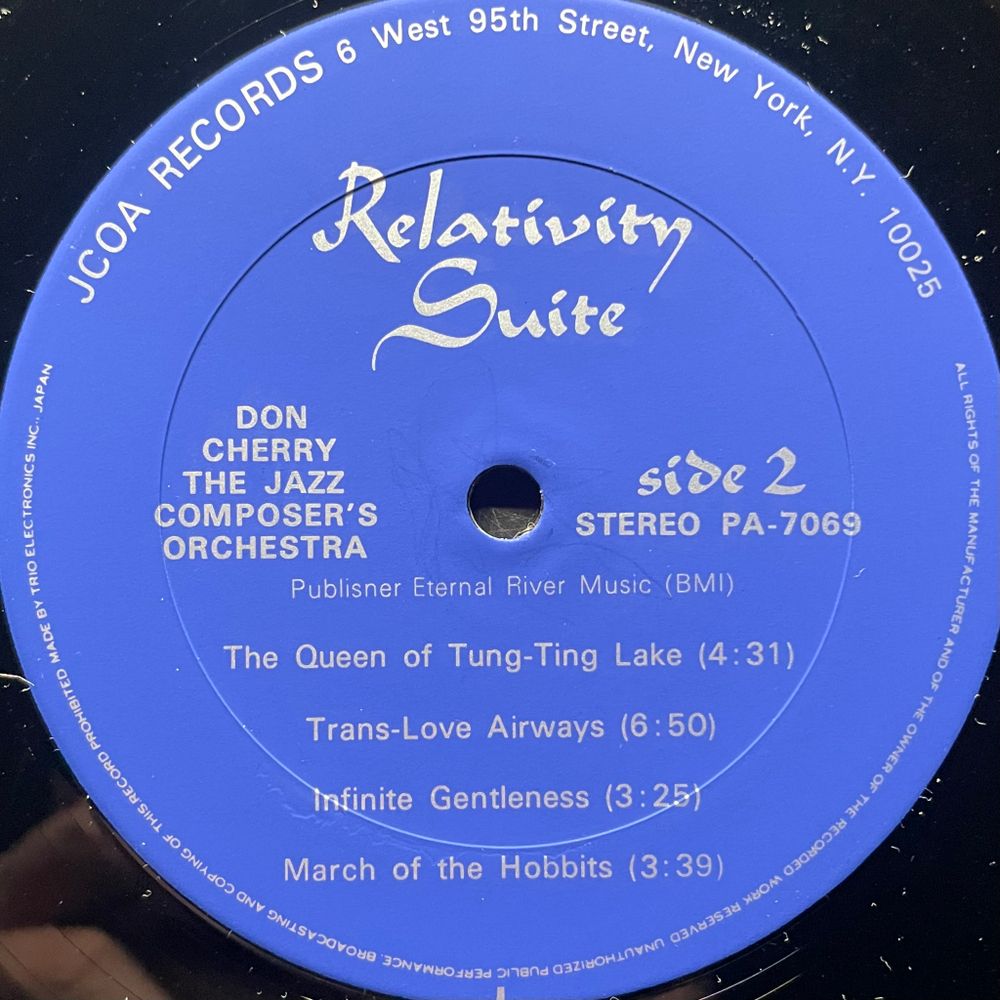 JCOA RECORDS 6 West 95th Street, New York, N.Y. 10025
Relativity
Suite
DON
CHERRY
THE JAZZ
COMPOSER'S
ORCHESTRA
side 2
STEREO PA-7069
Publisner Eternal River Music (BMI)
The Queen of Tung-Ting Lake (4:31)
Trans-Love Airways (6:50)
Infinite Gentleness (3:25)
March of the Hobbits (3:39)
ALL RIGHTS OF THE MANUFACTURER AND OF THE OWNER OF THE RECORDED WORK RESERVED UNAUTHORIZED PUBLIC PERFORMANCE. BROADCASTING AND COPYING OF THIS RECORD PROHIBITED MADE BY TRIO ELECTRONICS INC., JAPAN